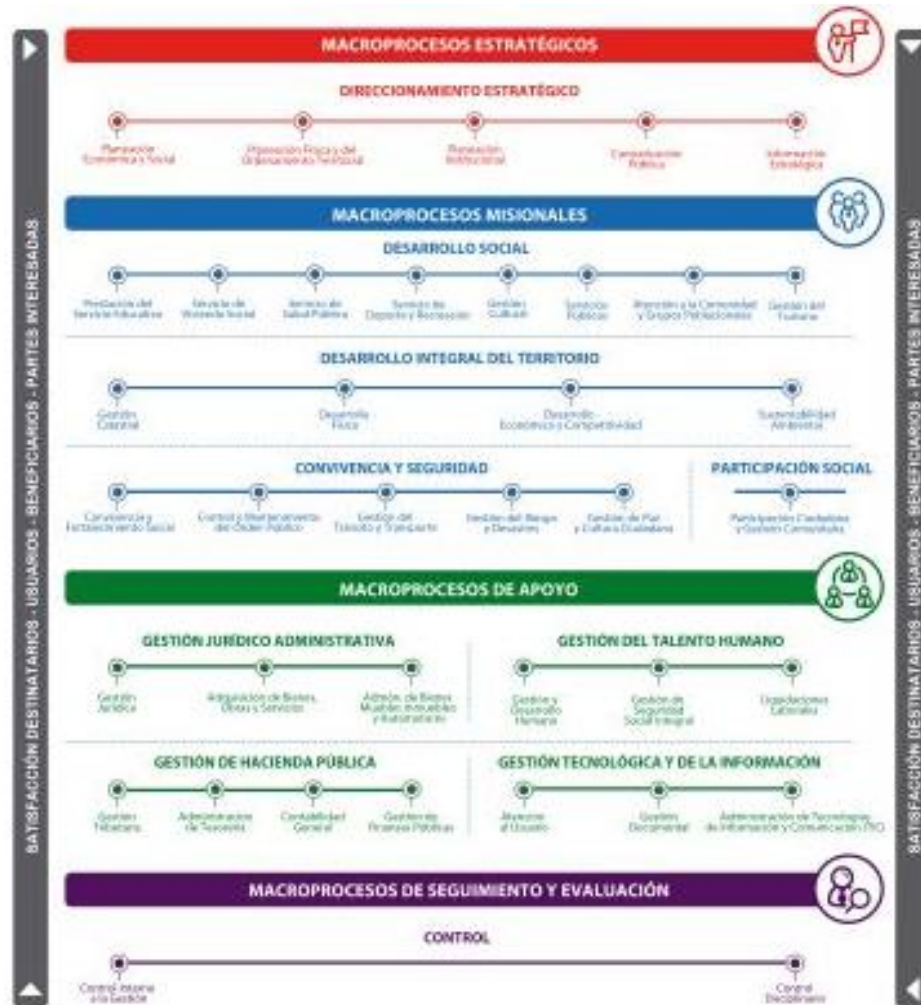 SATISFACCIÓN DESTINATARIOS - USUARIOS - BENEFICIARIOS - PARTES INTERESADAS
MACROPROCESOS ESTRATÉGICOS
DIRECCIONAMIENTO ESTRATÉGICO
Planeación
Económica y Social
Planeación Física y del
Ordenamiento Territorial
Planeación
Institucional
Comunicación
Pública
Información
Estratégica
MACROPROCESOS MISIONALES
DESARROLLO SOCIAL
Prestación del
Servicio Educativo
Servicio de
Vivienda Social
Servicio de
Salud Pública
Servicio de
Deporte y Recreación
Gestión
Cultural
Servicios
Públicos
Atención a la Comunidad
y Grupos Poblacionales
Gestión del
Turismo
DESARROLLO INTEGRAL DEL TERRITORIO
Gestión
Catastral
Desarrollo
Físico
Desarrollo
Económico y Competitividad
Sustentabilidad
Ambiental
CONVIVENCIA Y SEGURIDAD
Convivencia y
Fortalecimiento Social
Control y Mantenimiento
del Orden Público
Gestión del
Tránsito y Transporte
Gestión del Riesgo
y Desastres
Gestión de Paz
y Cultura Ciudadana
PARTICIPACIÓN SOCIAL
Participación Ciudadana
y Gestión Comunitaria
MACROPROCESOS DE APOYO
GESTIÓN JURÍDICO ADMINISTRATIVA
Gestión
Jurídica
Adquisición de Bienes,
Obras y Servicios
Admón. de Bienes
Muebles, Inmuebles
y Automotores
GESTIÓN DEL TALENTO HUMANO
Gestión y
Desarrollo
Humano
Gestión de
Seguridad
Social Integral
Liquidaciones
Laborales
GESTIÓN DE HACIENDA PÚBLICA
Gestión
Tributaria
Administración
de Tesorería
Contabilidad
General
Gestión de
Finanzas Públicas
GESTIÓN TECNOLÓGICA Y DE LA INFORMACIÓN
Atención
al Usuario
Gestión
Documental
Administración de Tecnologías
de Información y Comunicación (TIC)
MACROPROCESOS DE SEGUIMIENTO Y EVALUACIÓN
CONTROL
Control Interno
a la Gestión
Control
Disciplinario
SATISFACCIÓN DESTINATARIOS - USUARIOS - BENEFICIARIOS - PARTES INTERESADAS